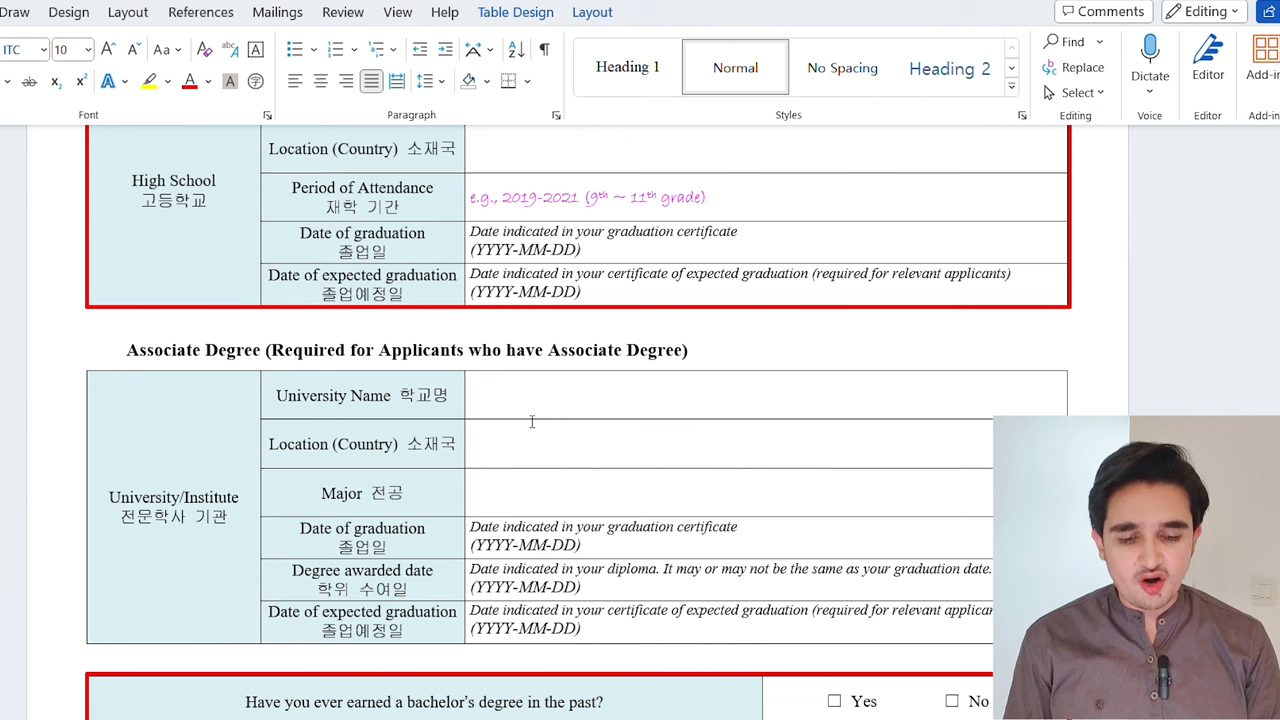 Draw Design Layout References Mailings Review View Help Table Design Layout Comments Editing
ITC 10 Aa Heading 1 Normal No Spacing Heading 2 Find
Replace
Select
Dictate Editor Add-in
Font Paragraph Styles Editing Voice Editor Add-in
High School
고등학교
Location (Country) 소재국
Period of Attendance
재학 기간
e.g., 2019-2021 (9th ~ 11th grade)
Date of graduation
졸업일
Date indicated in your graduation certificate
(YYYY-MM-DD)
Date of expected graduation
졸업예정일
Date indicated in your certificate of expected graduation (required for relevant applicants)
(YYYY-MM-DD)
Associate Degree (Required for Applicants who have Associate Degree)
University/Institute
전문학사 기관
University Name 학교명
Location (Country) 소재국
Major 전공
Date of graduation
졸업일
Date indicated in your graduation certificate
(YYYY-MM-DD)
Degree awarded date
학위 수여일
Date indicated in your diploma. It may or may not be the same as your graduation date.
(YYYY-MM-DD)
Date of expected graduation
졸업예정일
Date indicated in your certificate of expected graduation (required for relevant
(YYYY-MM-DD)
Have you ever earned a bachelor's degree in the past? Yes No